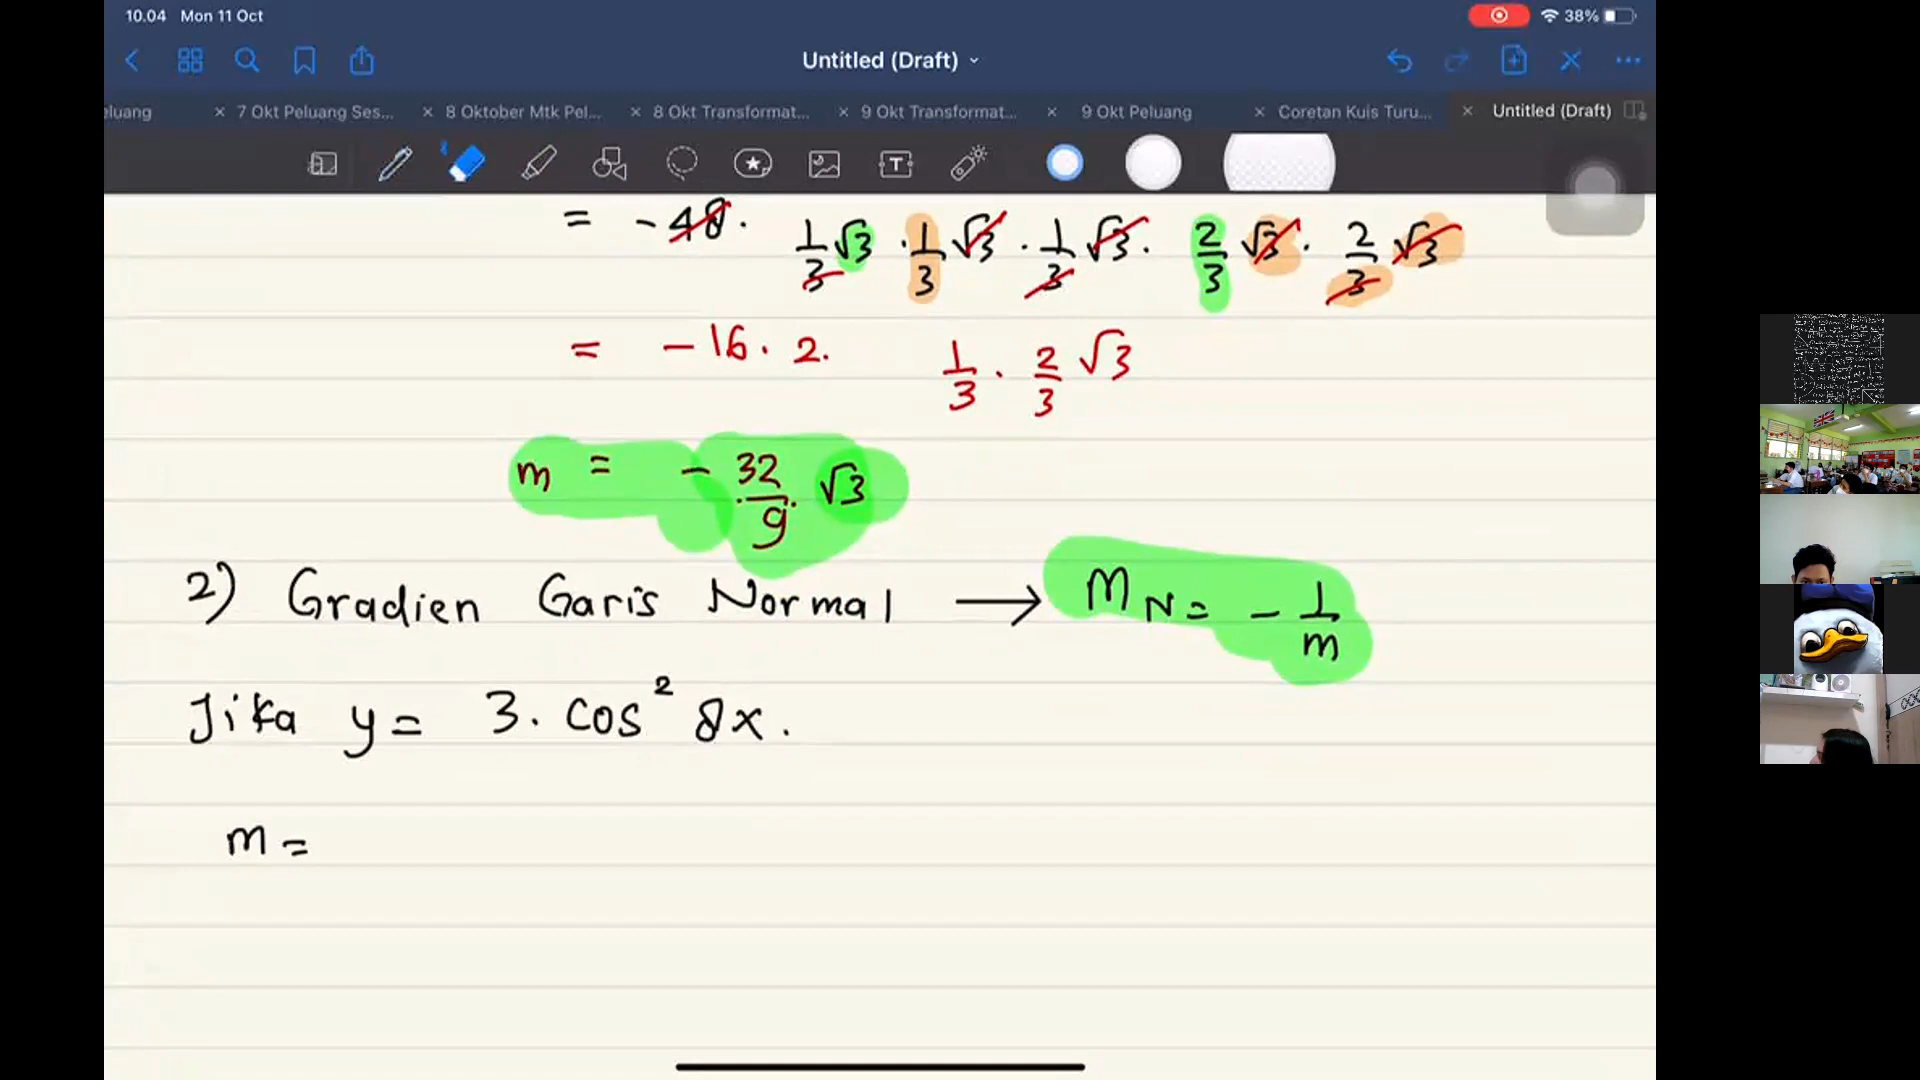 10.04 Mon 11 Oct
38%
Untitled (Draft)
eluang
7 Okt Peluang Ses...
8 Oktober Mtk Pel...
8 Okt Transformat...
9 Okt Transformat...
9 Okt Peluang
Coretan Kuis Turu...
Untitled (Draft)
= -48. 1/3 √3 . 1/3 √3 . 1/3 √3 . 2/3 √3 . 2/3 √3
= -16. 2. 1/3 . 2/3 √3
m = - 32/9 . √3
2) Gradien Garis Normal → M N = - 1/m
Jika y = 3. cos² 8x.
m =